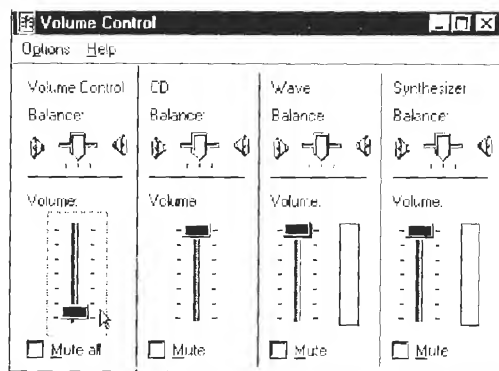 Volume Control
Options Help
Volume Control
Balance:
Volume:
Mute all
CD
Balance:
Volume
Mute
Wave
Balance:
Volume:
Mute
Synthesizer
Balance:
Volume:
Mute